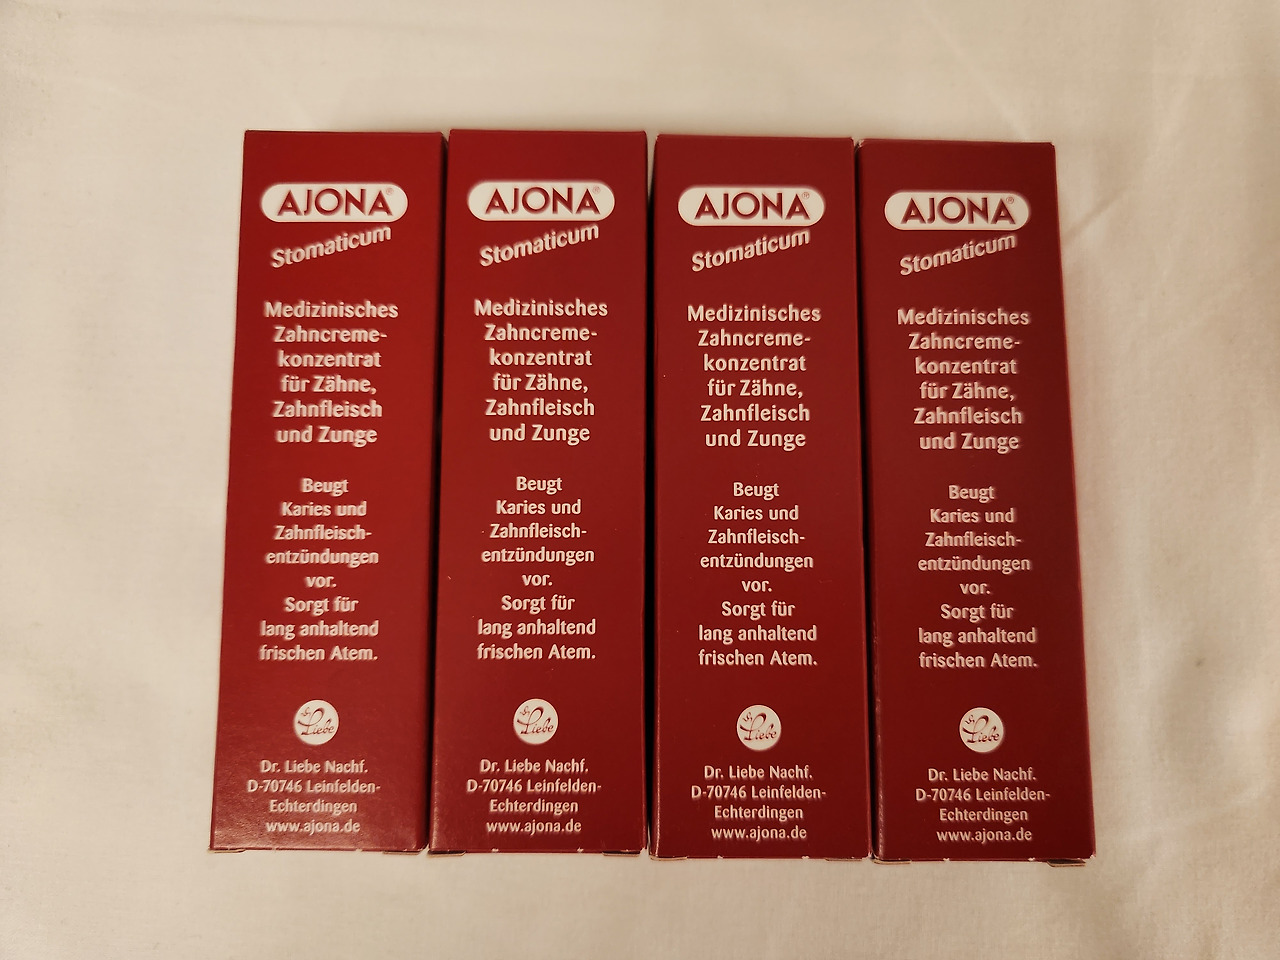 AJONA®
Stomaticum
Medizinisches
Zahncreme-
konzentrat
für Zähne,
Zahnfleisch
und Zunge
Beugt
Karies und
Zahnfleisch-
entzündungen
vor.
Sorgt für
lang anhaltend
frischen Atem.
Liebe
Dr. Liebe Nachf.
D-70746 Leinfelden-
Echterdingen
www.ajona.de
AJONA®
Stomaticum
Medizinisches
Zahncreme-
konzentrat
für Zähne,
Zahnfleisch
und Zunge
Beugt
Karies und
Zahnfleisch-
entzündungen
vor.
Sorgt für
lang anhaltend
frischen Atem.
Liebe
Dr. Liebe Nachf.
D-70746 Leinfelden-
Echterdingen
www.ajona.de
AJONA®
Stomaticum
Medizinisches
Zahncreme-
konzentrat
für Zähne,
Zahnfleisch
und Zunge
Beugt
Karies und
Zahnfleisch-
entzündungen
vor.
Sorgt für
lang anhaltend
frischen Atem.
Liebe
Dr. Liebe Nachf.
D-70746 Leinfelden-
Echterdingen
www.ajona.de
AJONA®
Stomaticum
Medizinisches
Zahncreme-
konzentrat
für Zähne,
Zahnfleisch
und Zunge
Beugt
Karies und
Zahnfleisch-
entzündungen
vor.
Sorgt für
lang anhaltend
frischen Atem.
Liebe
Dr. Liebe Nachf.
D-70746 Leinfelden-
Echterdingen
www.ajona.de